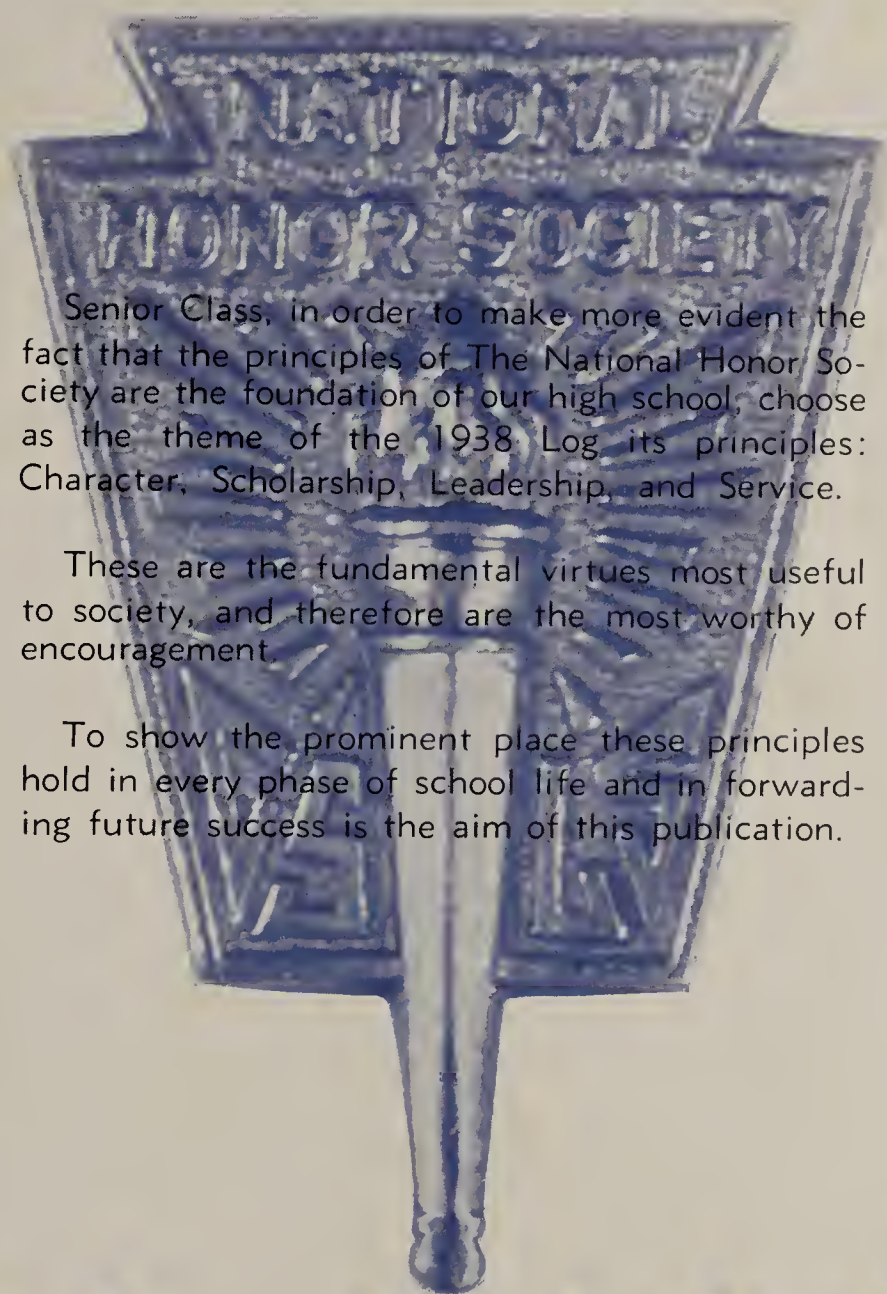 NATIONAL
HONOR SOCIETY
Senior Class, in order to make more evident the
fact that the principles of The National Honor So-
ciety are the foundation of our high school, choose
as the theme of the 1938 Log its principles:
Character, Scholarship, Leadership, and Service.
These are the fundamental virtues most useful
to society, and therefore are the most worthy of
encouragement.
To show the prominent place these principles
hold in every phase of school life and in forward-
ing future success is the aim of this publication.